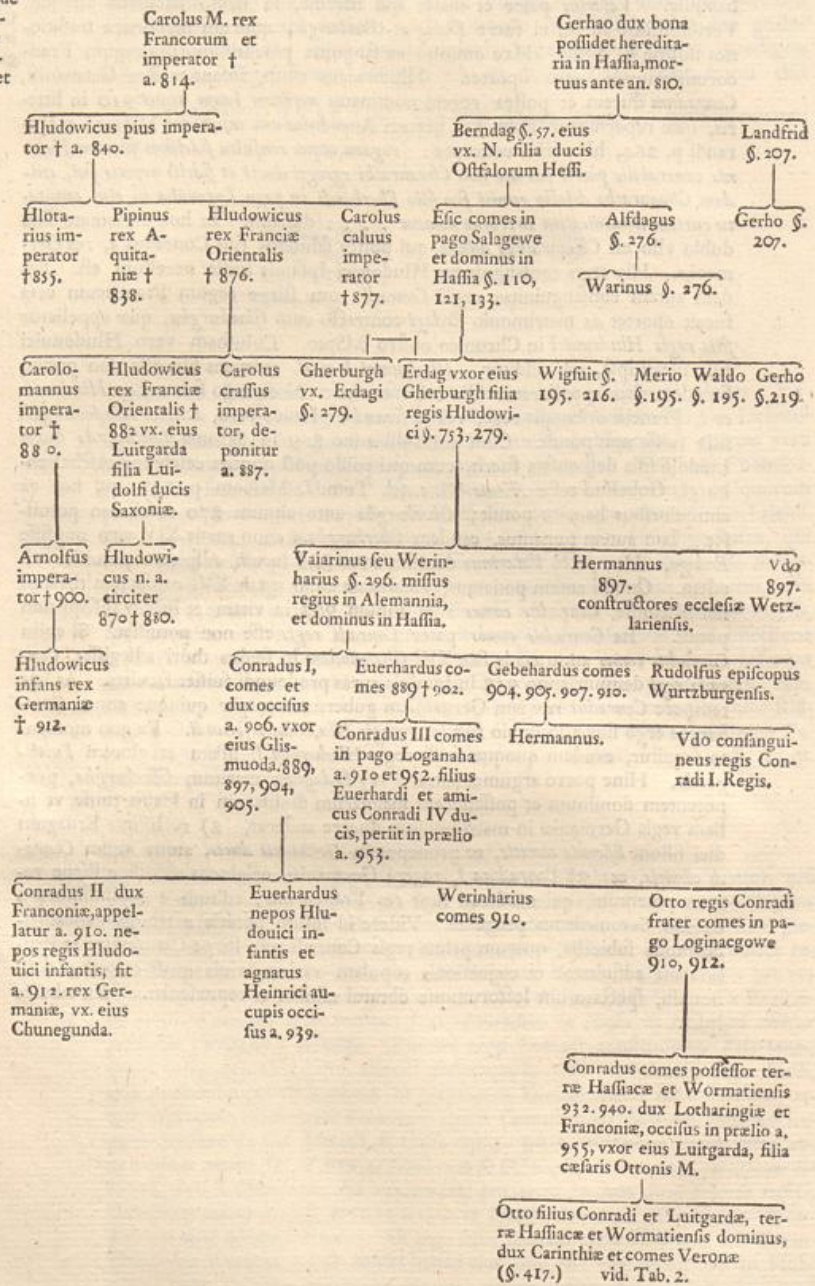 Carolus M. rex
Francorum et
imperator †
a. 814.
Gerhao dux bona
poſſidet heredita-
ria in Haſſia, mor-
tuus ante an. 810.
Hludowicus pius impera-
tor † a. 840.
Berndag §. 57. eius
vx. N. filia ducis
Oſtfalorum Heſſi.
Landfrid
§. 207.
Hlota-
rius im-
perator
†855.
Pipinus
rex A-
quita-
niæ †
838.
Hludowicus
rex Franciæ
Orientalis
† 876.
Carolus
caluus
impe-
rator
†877.
Eſic comes in
pago Salagewe
et dominus in
Haſſia §. 110,
121, 133.
Alfdagus
§. 276.
Gerho §.
207.
Warinus §. 276.
Carolo-
mannus
impera-
tor †
880.
Hludowicus
rex Franciæ
Orientalis †
882 vx. eius
Luitgarda
filia Lui-
dolfi ducis
Saxoniæ.
Carolus
craſſus
impera-
tor, de-
ponitur
a. 887.
Gherburgh
vx. Erdagi
§. 279.
Erdag vxor eius
Gherburgh filia
regis Hludowi-
ci §. 753, 279.
Wigſuit §.
195. 216.
Merio
§. 195.
Waldo
§. 195.
Gerho
§. 219.
Arnolfus
impera-
tor † 900.
Hludowi-
cus n. a.
circiter
870 † 880.
Vaiarinus ſeu Werin-
harius §. 296. miſſus
regius in Alemannia,
et dominus in Haſſia.
Hermannus
897.
Vdo
897.
conſtructores eccleſiæ Wetz-
larienſis.
Hludowicus
infans rex
Germaniæ
† 912.
Conradus I,
comes et
dux occiſus
a. 906. vxor
eius Gliſ-
muoda. 889,
897, 904,
905.
Euerhardus co-
mes 889 † 902.
Gebehardus comes
904. 905. 907. 910.
Rudolfus epiſcopus
Wurtzburgenſis.
Conradus III comes
in pago Loganaha
a. 910 et 952. filius
Euerhardi et ami-
cus Conradi IV du-
cis, periit in prælio
a. 953.
Hermannus.
Vdo conſangui-
neus regis Con-
radi I. Regis.
Conradus II dux
Franconiæ, appel-
latur a. 910. ne-
pos regis Hludo-
uici infantis, fit
a. 912. rex Ger-
maniæ, vx. eius
Chunegunda.
Euerhardus
nepos Hlu-
douici in-
fantis et
agnatus
Heinrici au-
cupis occi-
ſus a. 939.
Werinharius
comes 910.
Otto regis Conradi
frater comes in pa-
go Loginacgowe
910, 912.
Conradus comes poſſeſſor ter-
ræ Haſſiacæ et Wormatienſis
932. 940. dux Lotharingiæ et
Franconiæ, occiſus in prælio a.
955, vxor eius Luitgarda, filia
cæſaris Ottonis M.
Otto filius Conradi et Luitgardæ, ter-
ræ Haſſiacæ et Wormatienſis dominus,
dux Carinthiæ et comes Veronæ
(§. 417.) vid. Tab. 2.